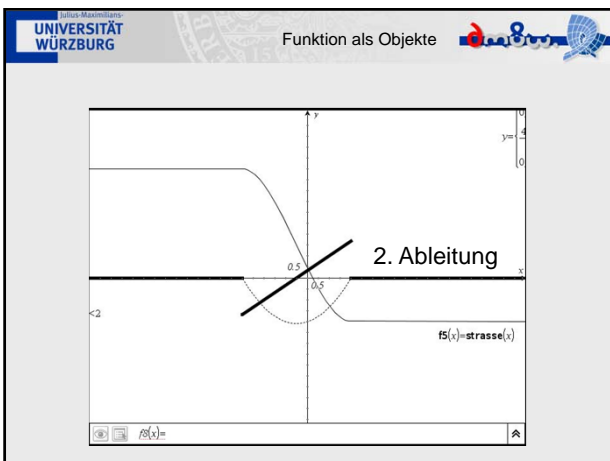 Julius-Maximilians-
UNIVERSITÄT
WÜRZBURG
Funktion als Objekte
y
0
y=
4
0
2. Ableitung
0.5
x
0.5
<2
f5(x)=strasse(x)
f8(x)=